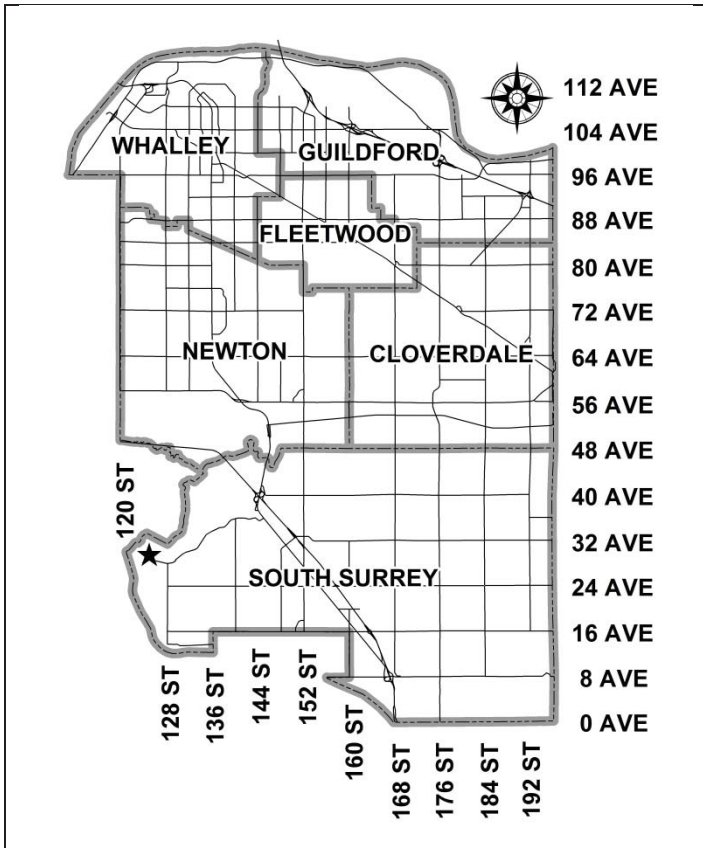 112 AVE
104 AVE
WHALLEY
GUILDFORD
96 AVE
88 AVE
FLEETWOOD
80 AVE
72 AVE
NEWTON
CLOVERDALE
64 AVE
56 AVE
48 AVE
120 ST
40 AVE
32 AVE
SOUTH SURREY
24 AVE
16 AVE
8 AVE
0 AVE
128 ST
136 ST
144 ST
152 ST
160 ST
168 ST
176 ST
184 ST
192 ST